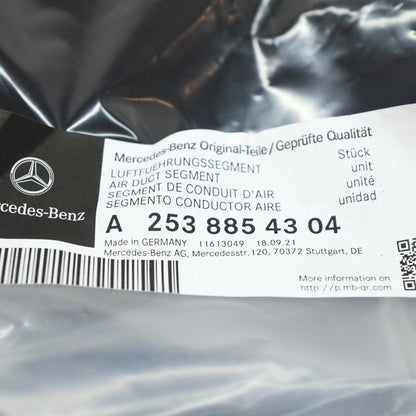 Mercedes-Benz Original-Teile/Geprüfte Qualität
LUFTFUEHRUNGSSEGMENT Stück
AIR DUCT SEGMENT unit
SEGMENT DE CONDUIT D'AIR unité
SEGMENTO CONDUCTOR AIRE unidad
rcedes-Benz
A 253 885 43 04
Made in GERMANY 11613049 18.09.21
Mercedes-Benz AG, Mercedesstr.120, 70372 Stuttgart, DE
More information on
http://p.mb-qr.com